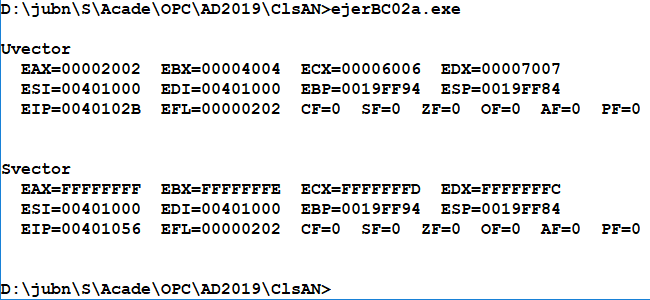 D:\jubn\S\Acade\OPC\AD2019\ClsAN>ejerBC02a.exe
Uvector
EAX=00002002 EBX=00004004 ECX=00006006 EDX=00007007
ESI=00401000 EDI=00401000 EBP=0019FF94 ESP=0019FF84
EIP=0040102B EFL=00000202 CF=0 SF=0 ZF=0 OF=0 AF=0 PF=0
Svector
EAX=FFFFFFFF EBX=FFFFFFFE ECX=FFFFFFFD EDX=FFFFFFFC
ESI=00401000 EDI=00401000 EBP=0019FF94 ESP=0019FF84
EIP=00401056 EFL=00000202 CF=0 SF=0 ZF=0 OF=0 AF=0 PF=0
D:\jubn\S\Acade\OPC\AD2019\ClsAN>